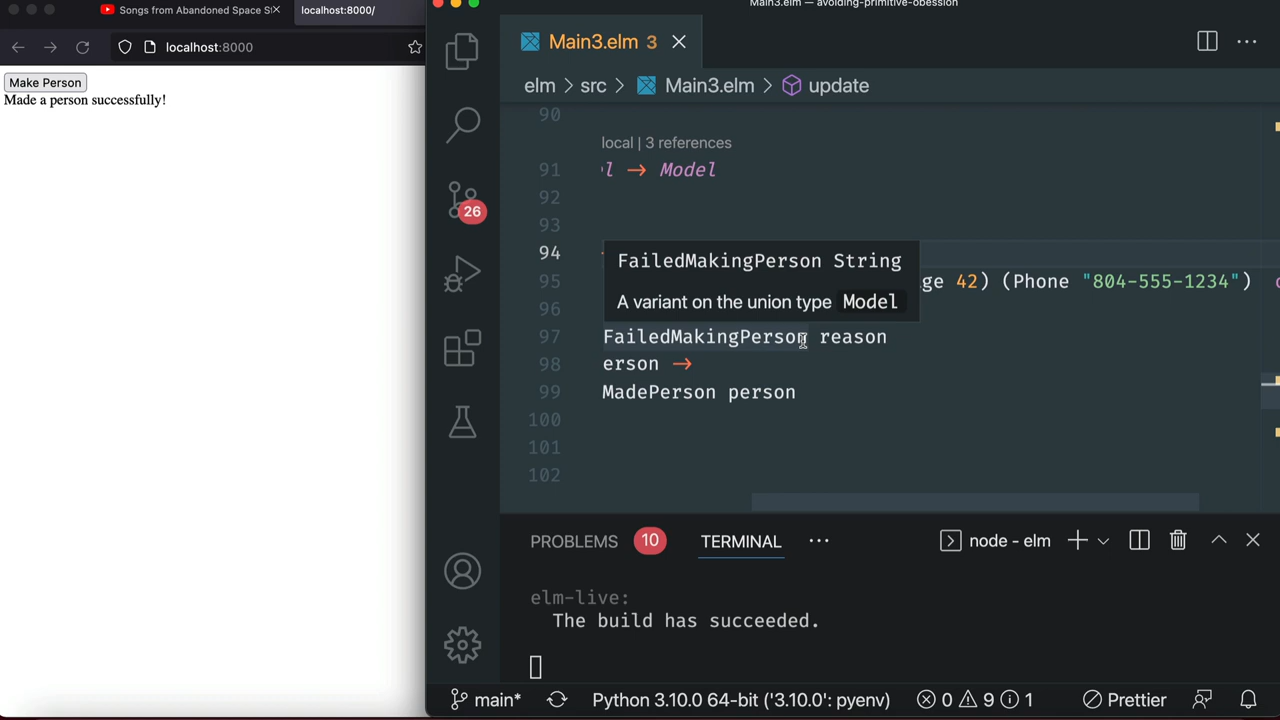 Songs from Abandoned Space S
localhost:8000/
localhost:8000
Make Person
Made a person successfully!
Main3.elm — avoiding-primitive-obession
Main3.elm 3
elm > src > Main3.elm > update
90
local | 3 references
91 l → Model
92
93
94
FailedMakingPerson String
A variant on the union type Model
95 ge 42) (Phone "804-555-1234")
96
97 FailedMakingPerson reason
98 erson →
99 MadePerson person
100
101
102
26
PROBLEMS 10 TERMINAL ··· node - elm
elm-live:
The build has succeeded.
main* Python 3.10.0 64-bit ('3.10.0': pyenv) 0 9 1 Prettier